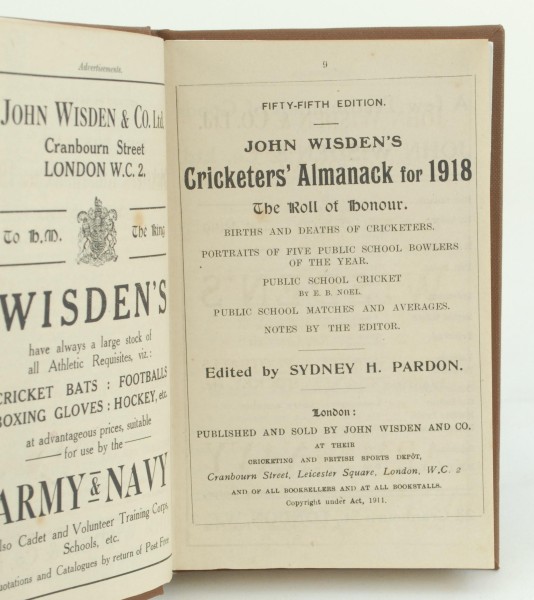 Advertisements.
JOHN WISDEN & CO. Ltd.
Cranbourn Street
LONDON W.C. 2.
To H.M. The King.
WISDEN'S
have always a large stock of
all Athletic Requisites, viz.:
CRICKET BATS : FOOTBALLS
BOXING GLOVES : HOCKEY, etc.
at advantageous prices, suitable
for use by the
ARMY & NAVY
also Cadet and Volunteer Training Corps,
Schools, etc.
Quotations and Catalogues by return of Post Free
9
FIFTY-FIFTH EDITION.
JOHN WISDEN'S
Cricketers' Almanack for 1918
The Roll of Honour.
BIRTHS AND DEATHS OF CRICKETERS.
PORTRAITS OF FIVE PUBLIC SCHOOL BOWLERS
OF THE YEAR.
PUBLIC SCHOOL CRICKET
BY E. B. NOEL.
PUBLIC SCHOOL MATCHES AND AVERAGES.
NOTES BY THE EDITOR.
Edited by SYDNEY H. PARDON.
London:
PUBLISHED AND SOLD BY JOHN WISDEN AND CO.
AT THEIR
CRICKETING AND BRITISH SPORTS DEPÔT,
Cranbourn Street, Leicester Square, London, W.C. 2
AND OF ALL BOOKSELLERS AND AT ALL BOOKSTALLS.
Copyright under Act, 1911.